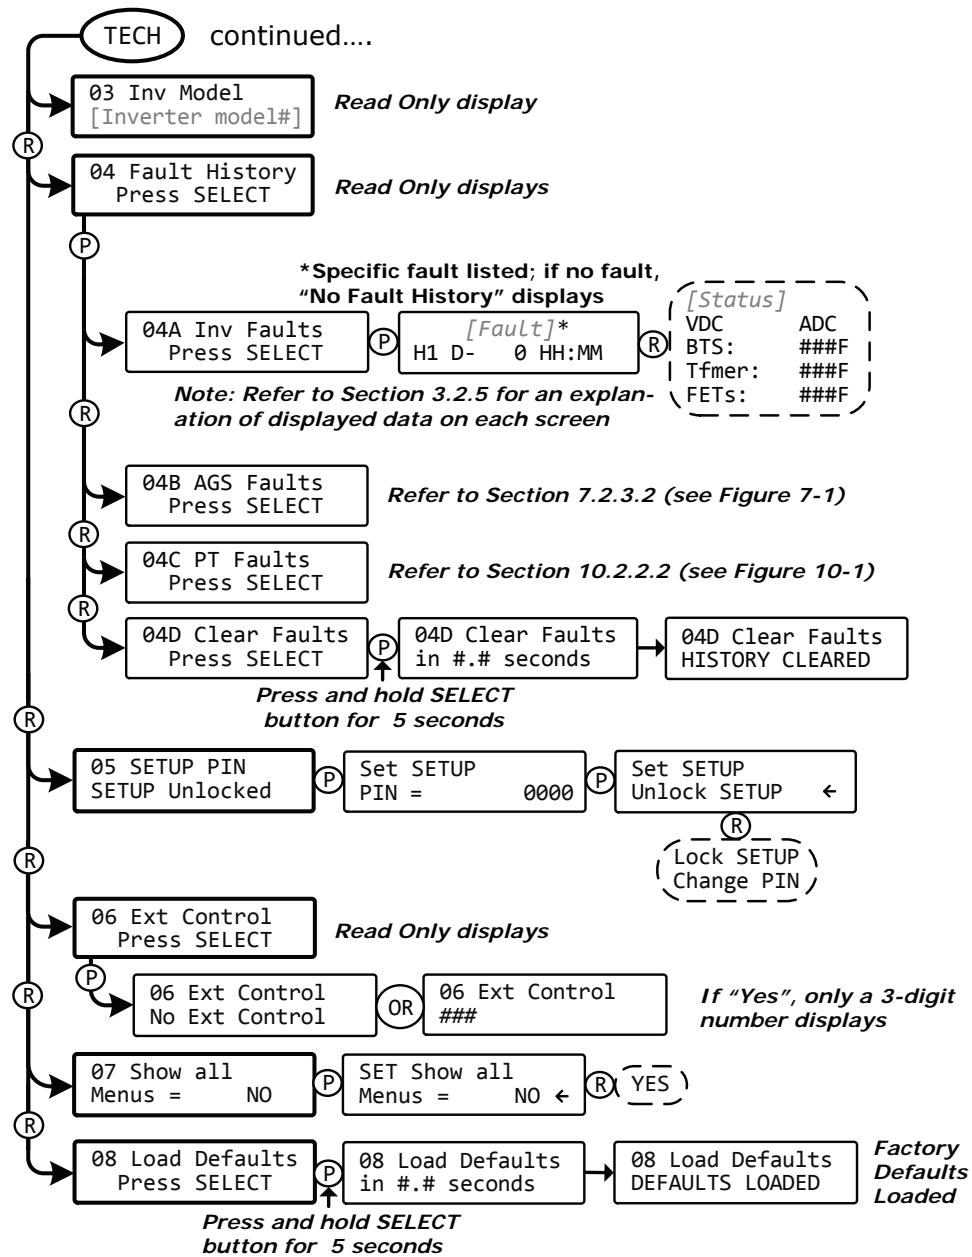 TECH continued….
03 Inv Model
[Inverter model#]
Read Only display
R
04 Fault History
Press SELECT
Read Only displays
P
*Specific fault listed; if no fault,
“No Fault History” displays
04A Inv Faults
Press SELECT
P
[Fault]*
H1 D- 0 HH:MM
R
[Status]
VDC ADC
BTS: ###F
Tfmer: ###F
FETs: ###F
Note: Refer to Section 3.2.5 for an explan-
ation of displayed data on each screen
R
04B AGS Faults
Press SELECT
Refer to Section 7.2.3.2 (see Figure 7-1)
R
04C PT Faults
Press SELECT
Refer to Section 10.2.2.2 (see Figure 10-1)
R
04D Clear Faults
Press SELECT
P
04D Clear Faults
in #.# seconds
04D Clear Faults
HISTORY CLEARED
Press and hold SELECT
button for 5 seconds
R
05 SETUP PIN
SETUP Unlocked
P
Set SETUP
PIN = 0000
P
Set SETUP
Unlock SETUP ←
R
Lock SETUP
Change PIN
R
06 Ext Control
Press SELECT
Read Only displays
P
06 Ext Control
No Ext Control
OR
06 Ext Control
###
If “Yes”, only a 3-digit
number displays
R
07 Show all
Menus = NO
P
SET Show all
Menus = NO ←
R
YES
R
08 Load Defaults
Press SELECT
P
08 Load Defaults
in #.# seconds
08 Load Defaults
DEFAULTS LOADED
Factory
Defaults
Loaded
Press and hold SELECT
button for 5 seconds